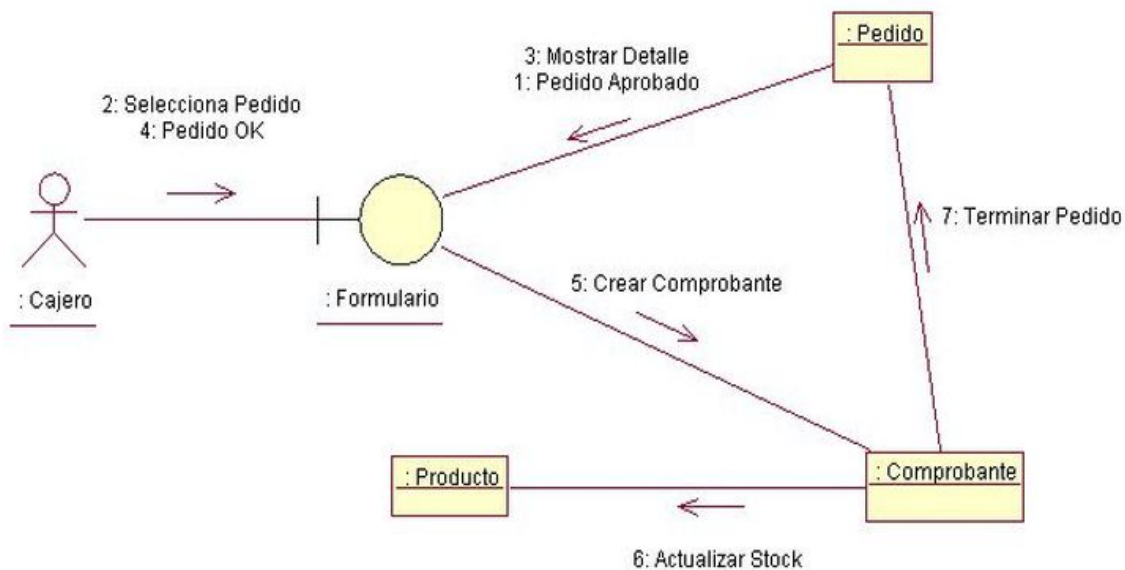 : Pedido
3: Mostrar Detalle
1: Pedido Aprobado
2: Selecciona Pedido
4: Pedido OK
7: Terminar Pedido
: Cajero
: Formulario
5: Crear Comprobante
: Producto
: Comprobante
6: Actualizar Stock